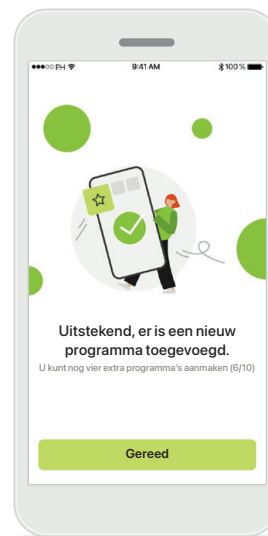 PH 9:41 AM 100 %
Uitstekend, er is een nieuw
programma toegevoegd.
U kunt nog vier extra programma's aanmaken (6/10)
Gereed